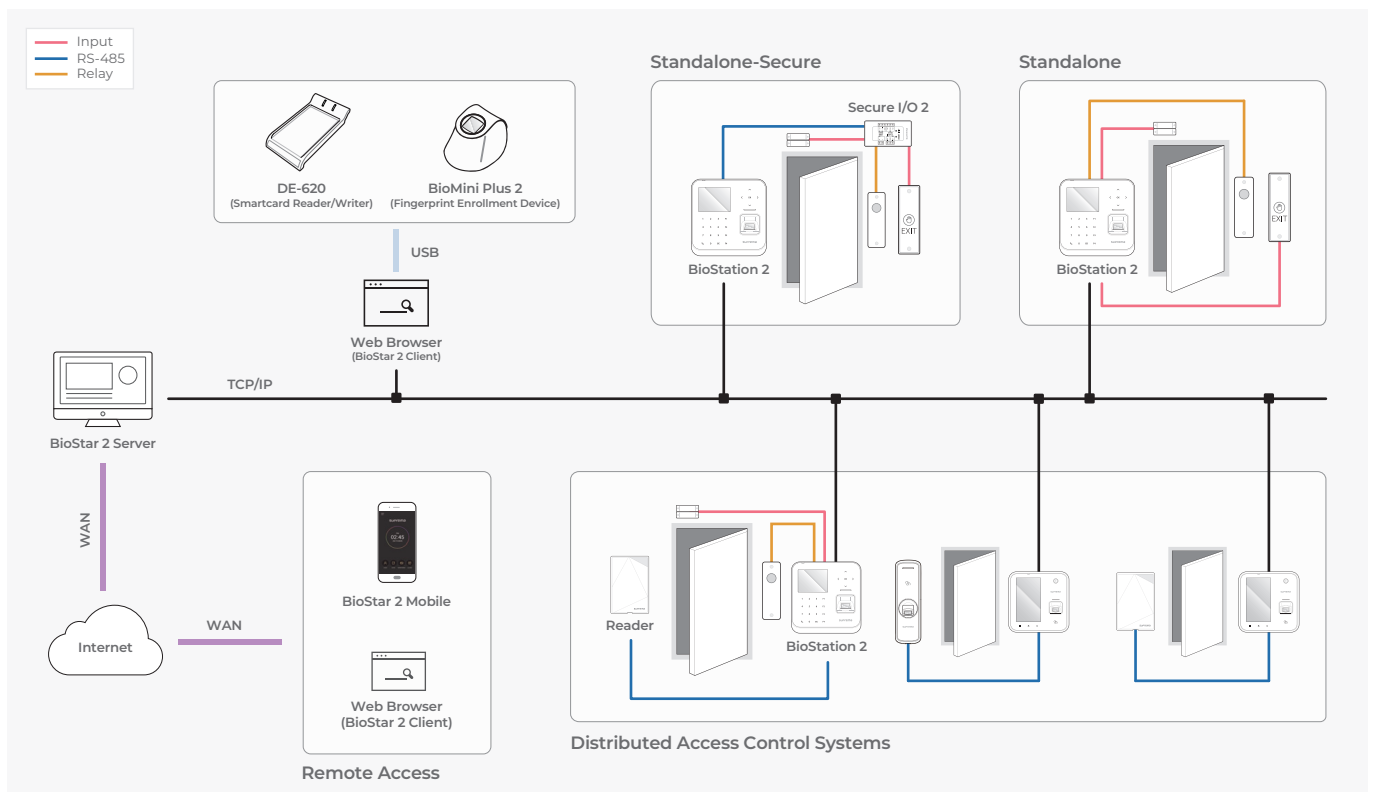 Input
RS-485
Relay
Standalone-Secure
Standalone
Secure I/O 2
DE-620
(Smartcard Reader/Writer)
BioMini Plus 2
(Fingerprint Enrollment Device)
EXIT
EXIT
BioStation 2
BioStation 2
USB
Web Browser
(BioStar 2 Client)
TCP/IP
BioStar 2 Server
WAN
02:45
BioStar 2 Mobile
Reader
BioStation 2
WAN
Internet
Web Browser
(BioStar 2 Client)
Distributed Access Control Systems
Remote Access